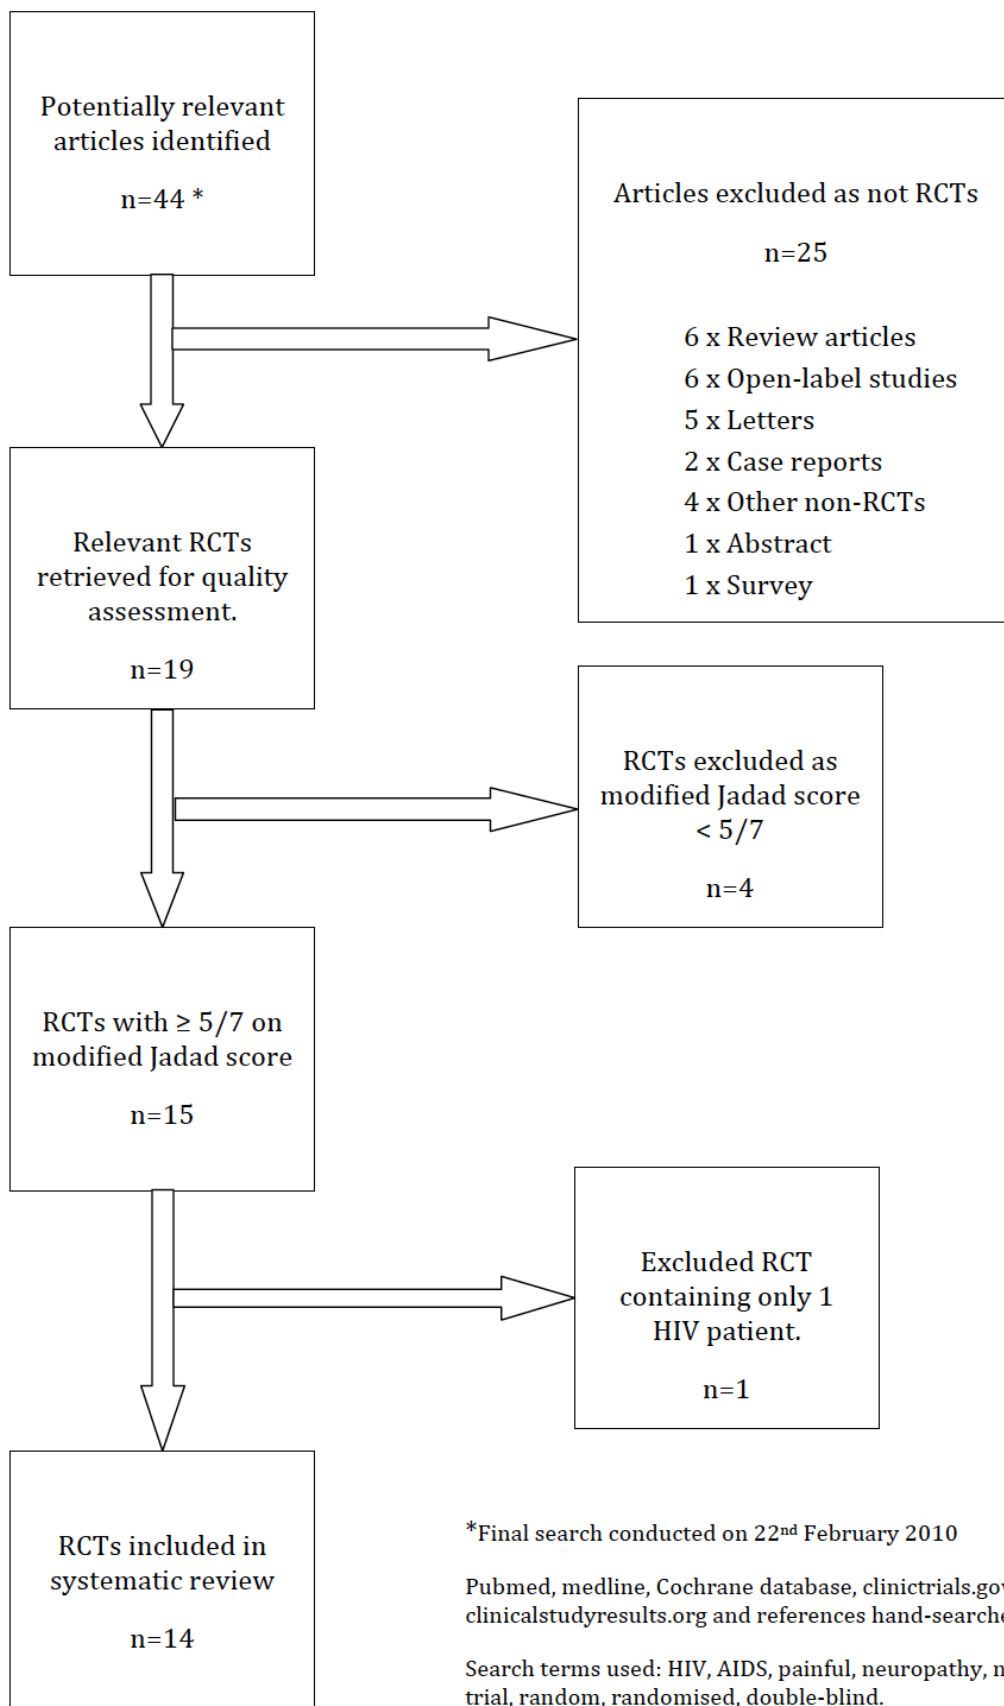 Potentially relevant
articles identified
n=44 *
Articles excluded as not RCTs
n=25
6 x Review articles
6 x Open-label studies
5 x Letters
2 x Case reports
4 x Other non-RCTs
1 x Abstract
1 x Survey
Relevant RCTs
retrieved for quality
assessment.
n=19
RCTs excluded as
modified Jadad score
< 5/7
n=4
RCTs with ≥ 5/7 on
modified Jadad score
n=15
Excluded RCT
containing only 1
HIV patient.
n=1
RCTs included in
systematic review
n=14
*Final search conducted on 22nd February 2010
Pubmed, medline, Cochrane database, clinictrials.gov
clinicalstudyresults.org and references
Search terms used: HIV, AIDS, painful, neuropathy,
trial, random, randomised, double-blind.